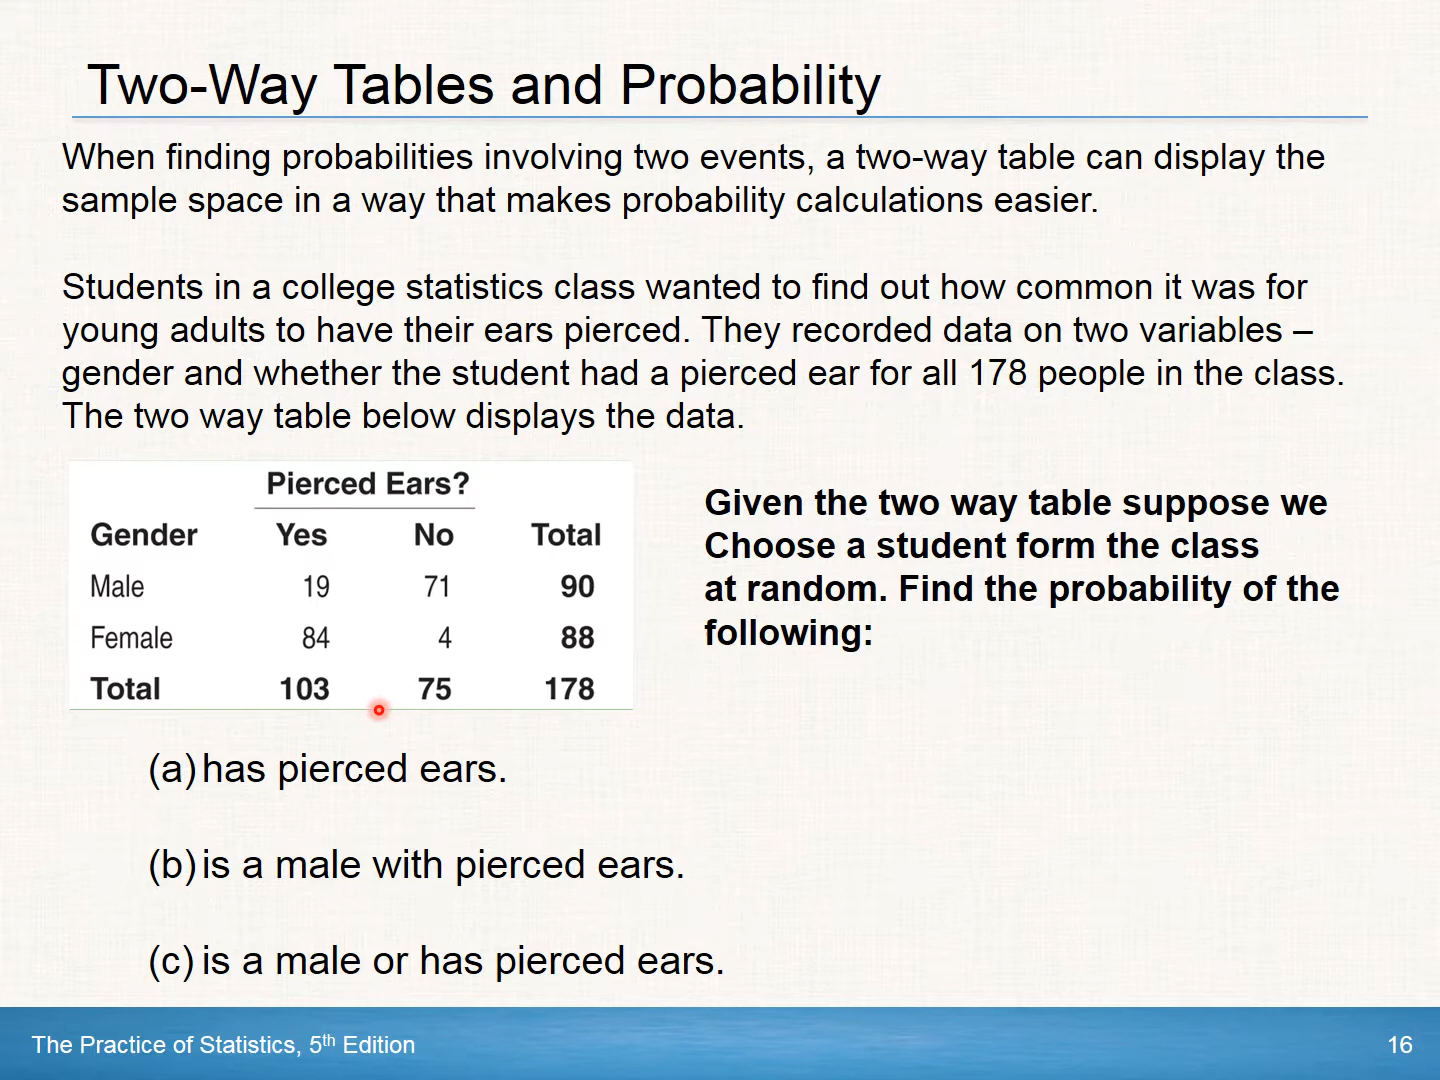 Two-Way Tables and Probability
When finding probabilities involving two events, a two-way table can display the
sample space in a way that makes probability calculations easier.
Students in a college statistics class wanted to find out how common it was for
young adults to have their ears pierced. They recorded data on two variables –
gender and whether the student had a pierced ear for all 178 people in the class.
The two way table below displays the data.
Pierced Ears?
Gender Yes No Total
Male 19 71 90
Female 84 4 88
Total 103 75 178
Given the two way table suppose we
Choose a student form the class
at random. Find the probability of the
following:
(a) has pierced ears.
(b) is a male with pierced ears.
(c) is a male or has pierced ears.
The Practice of Statistics, 5th Edition
16